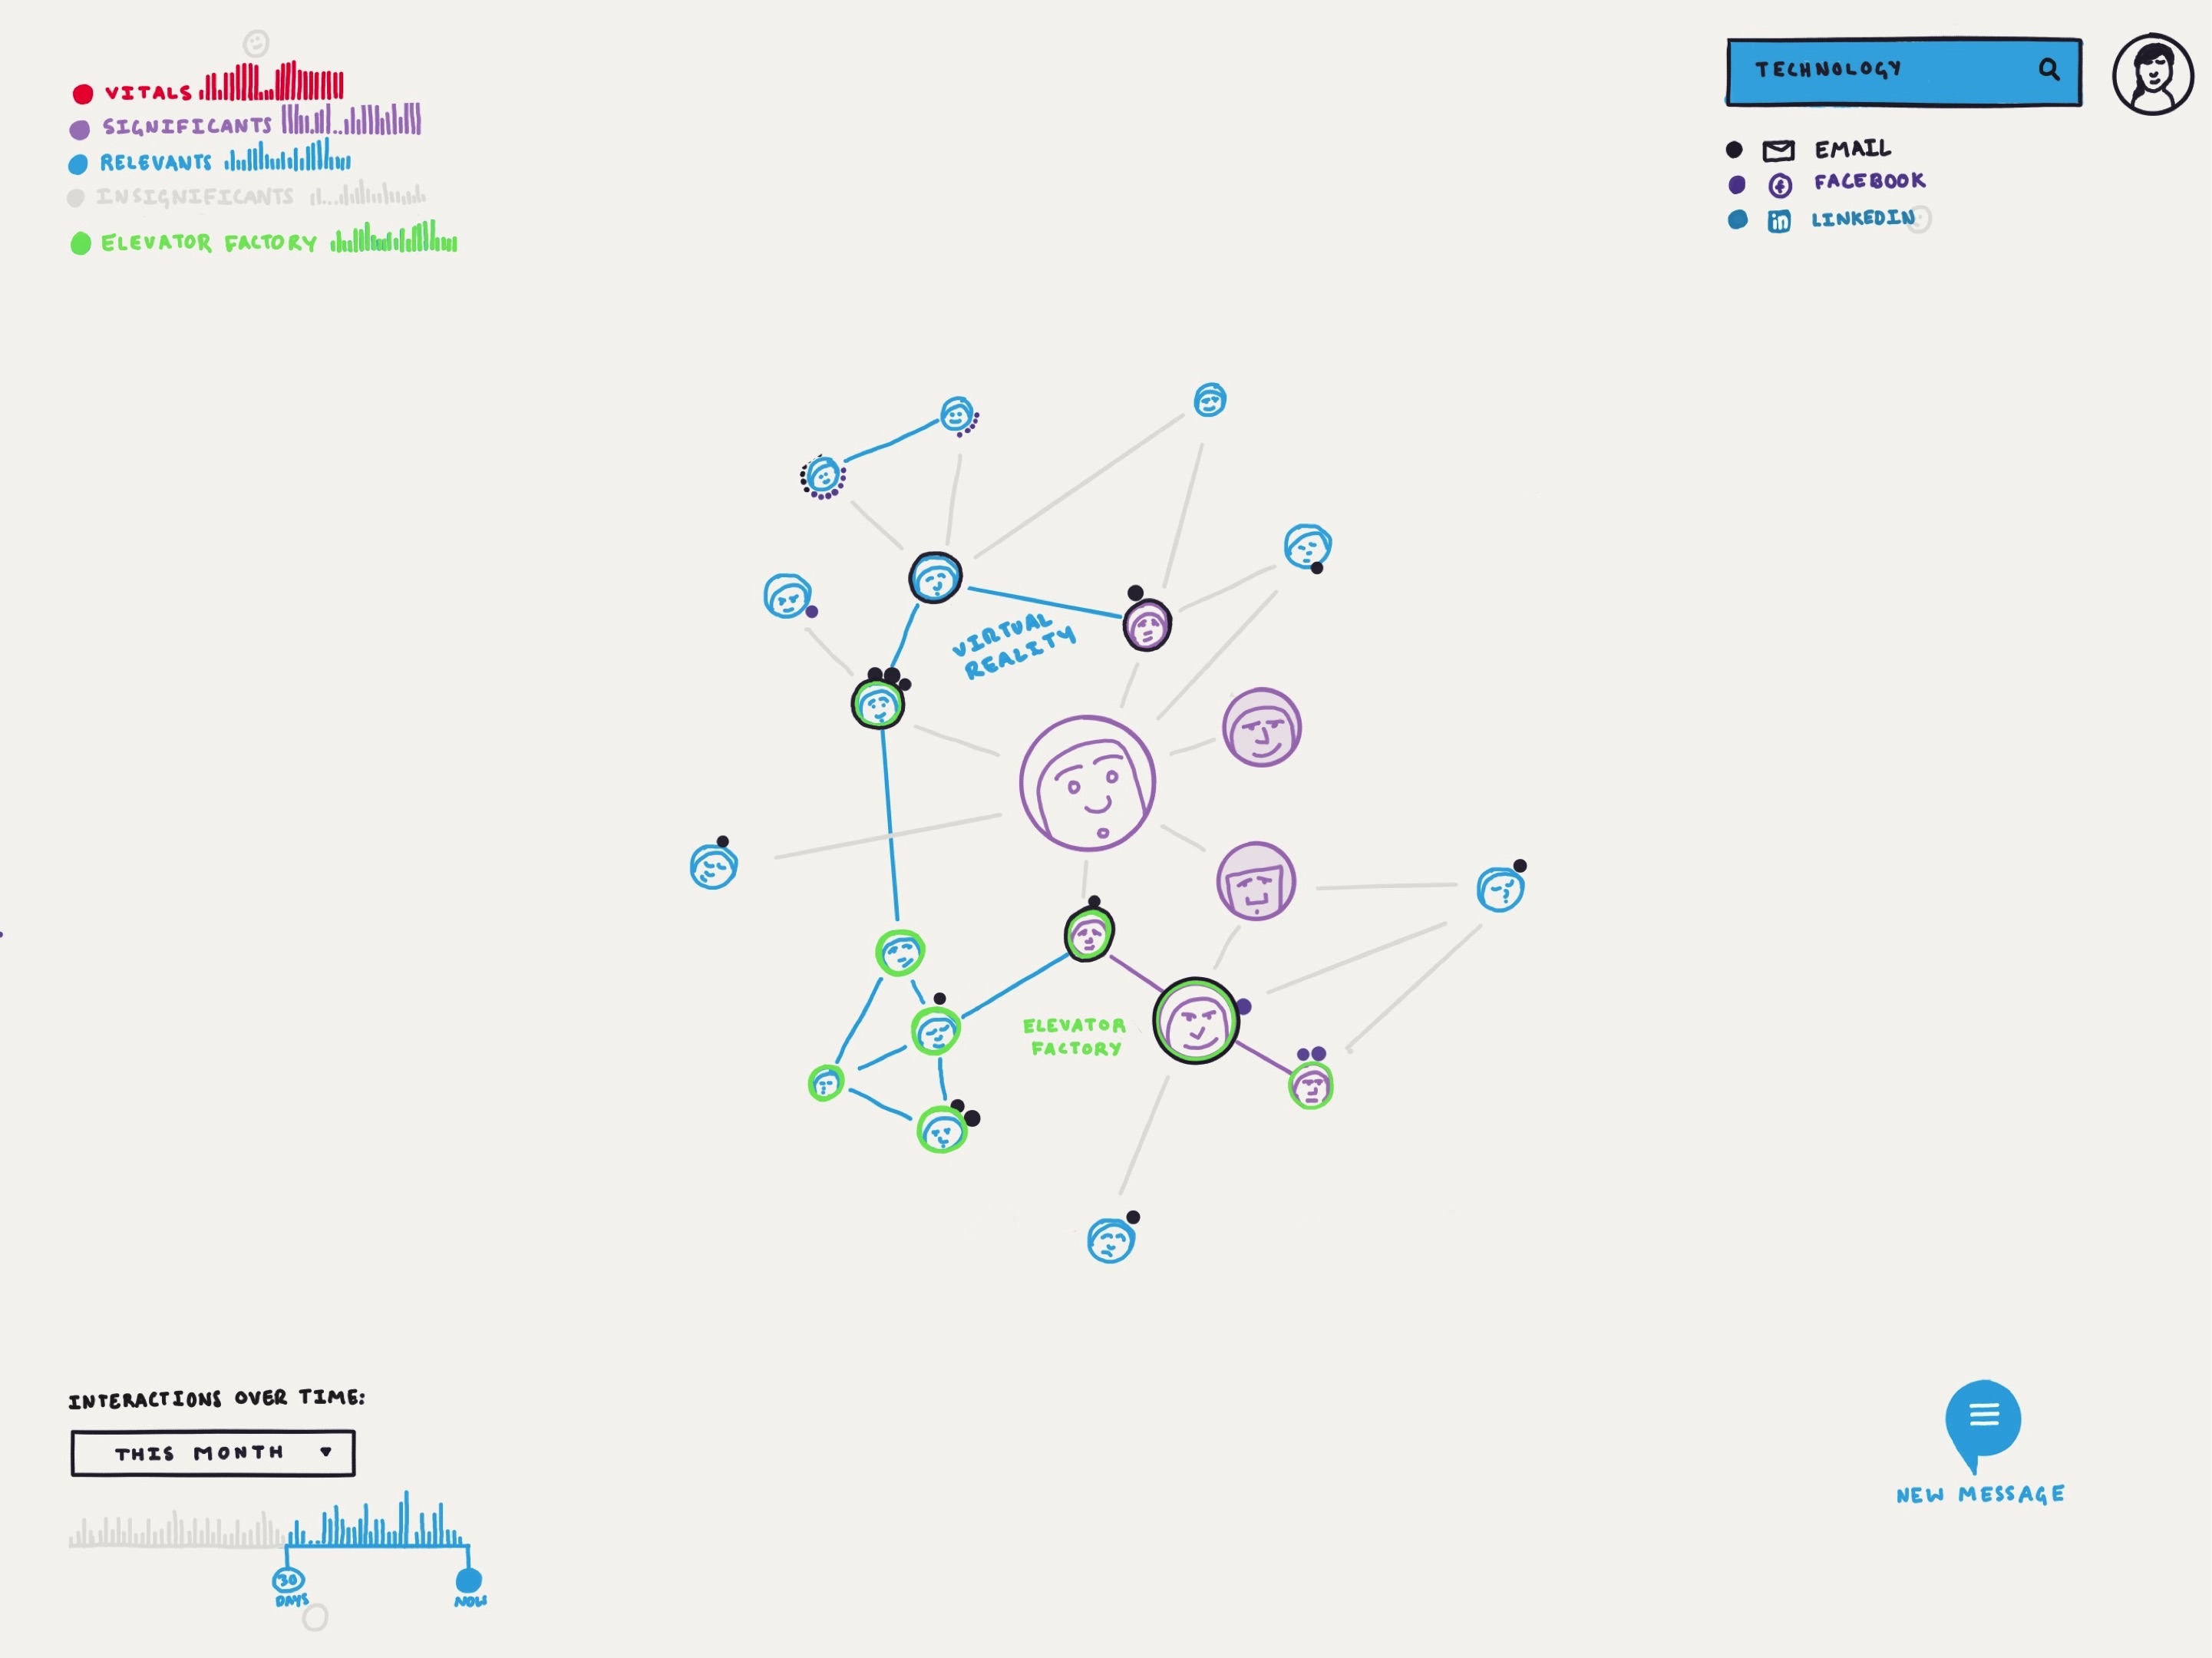 VITALS
SIGNIFICANTS
RELEVANTS
INSIGNIFICANTS
ELEVATOR FACTORY
TECHNOLOGY
EMAIL
FACEBOOK
in LINKEDIN
VIRTUAL
REALITY
ELEVATOR
FACTORY
INTERACTIONS OVER TIME:
THIS MONTH
30
DAYS
NOW
NEW MESSAGE